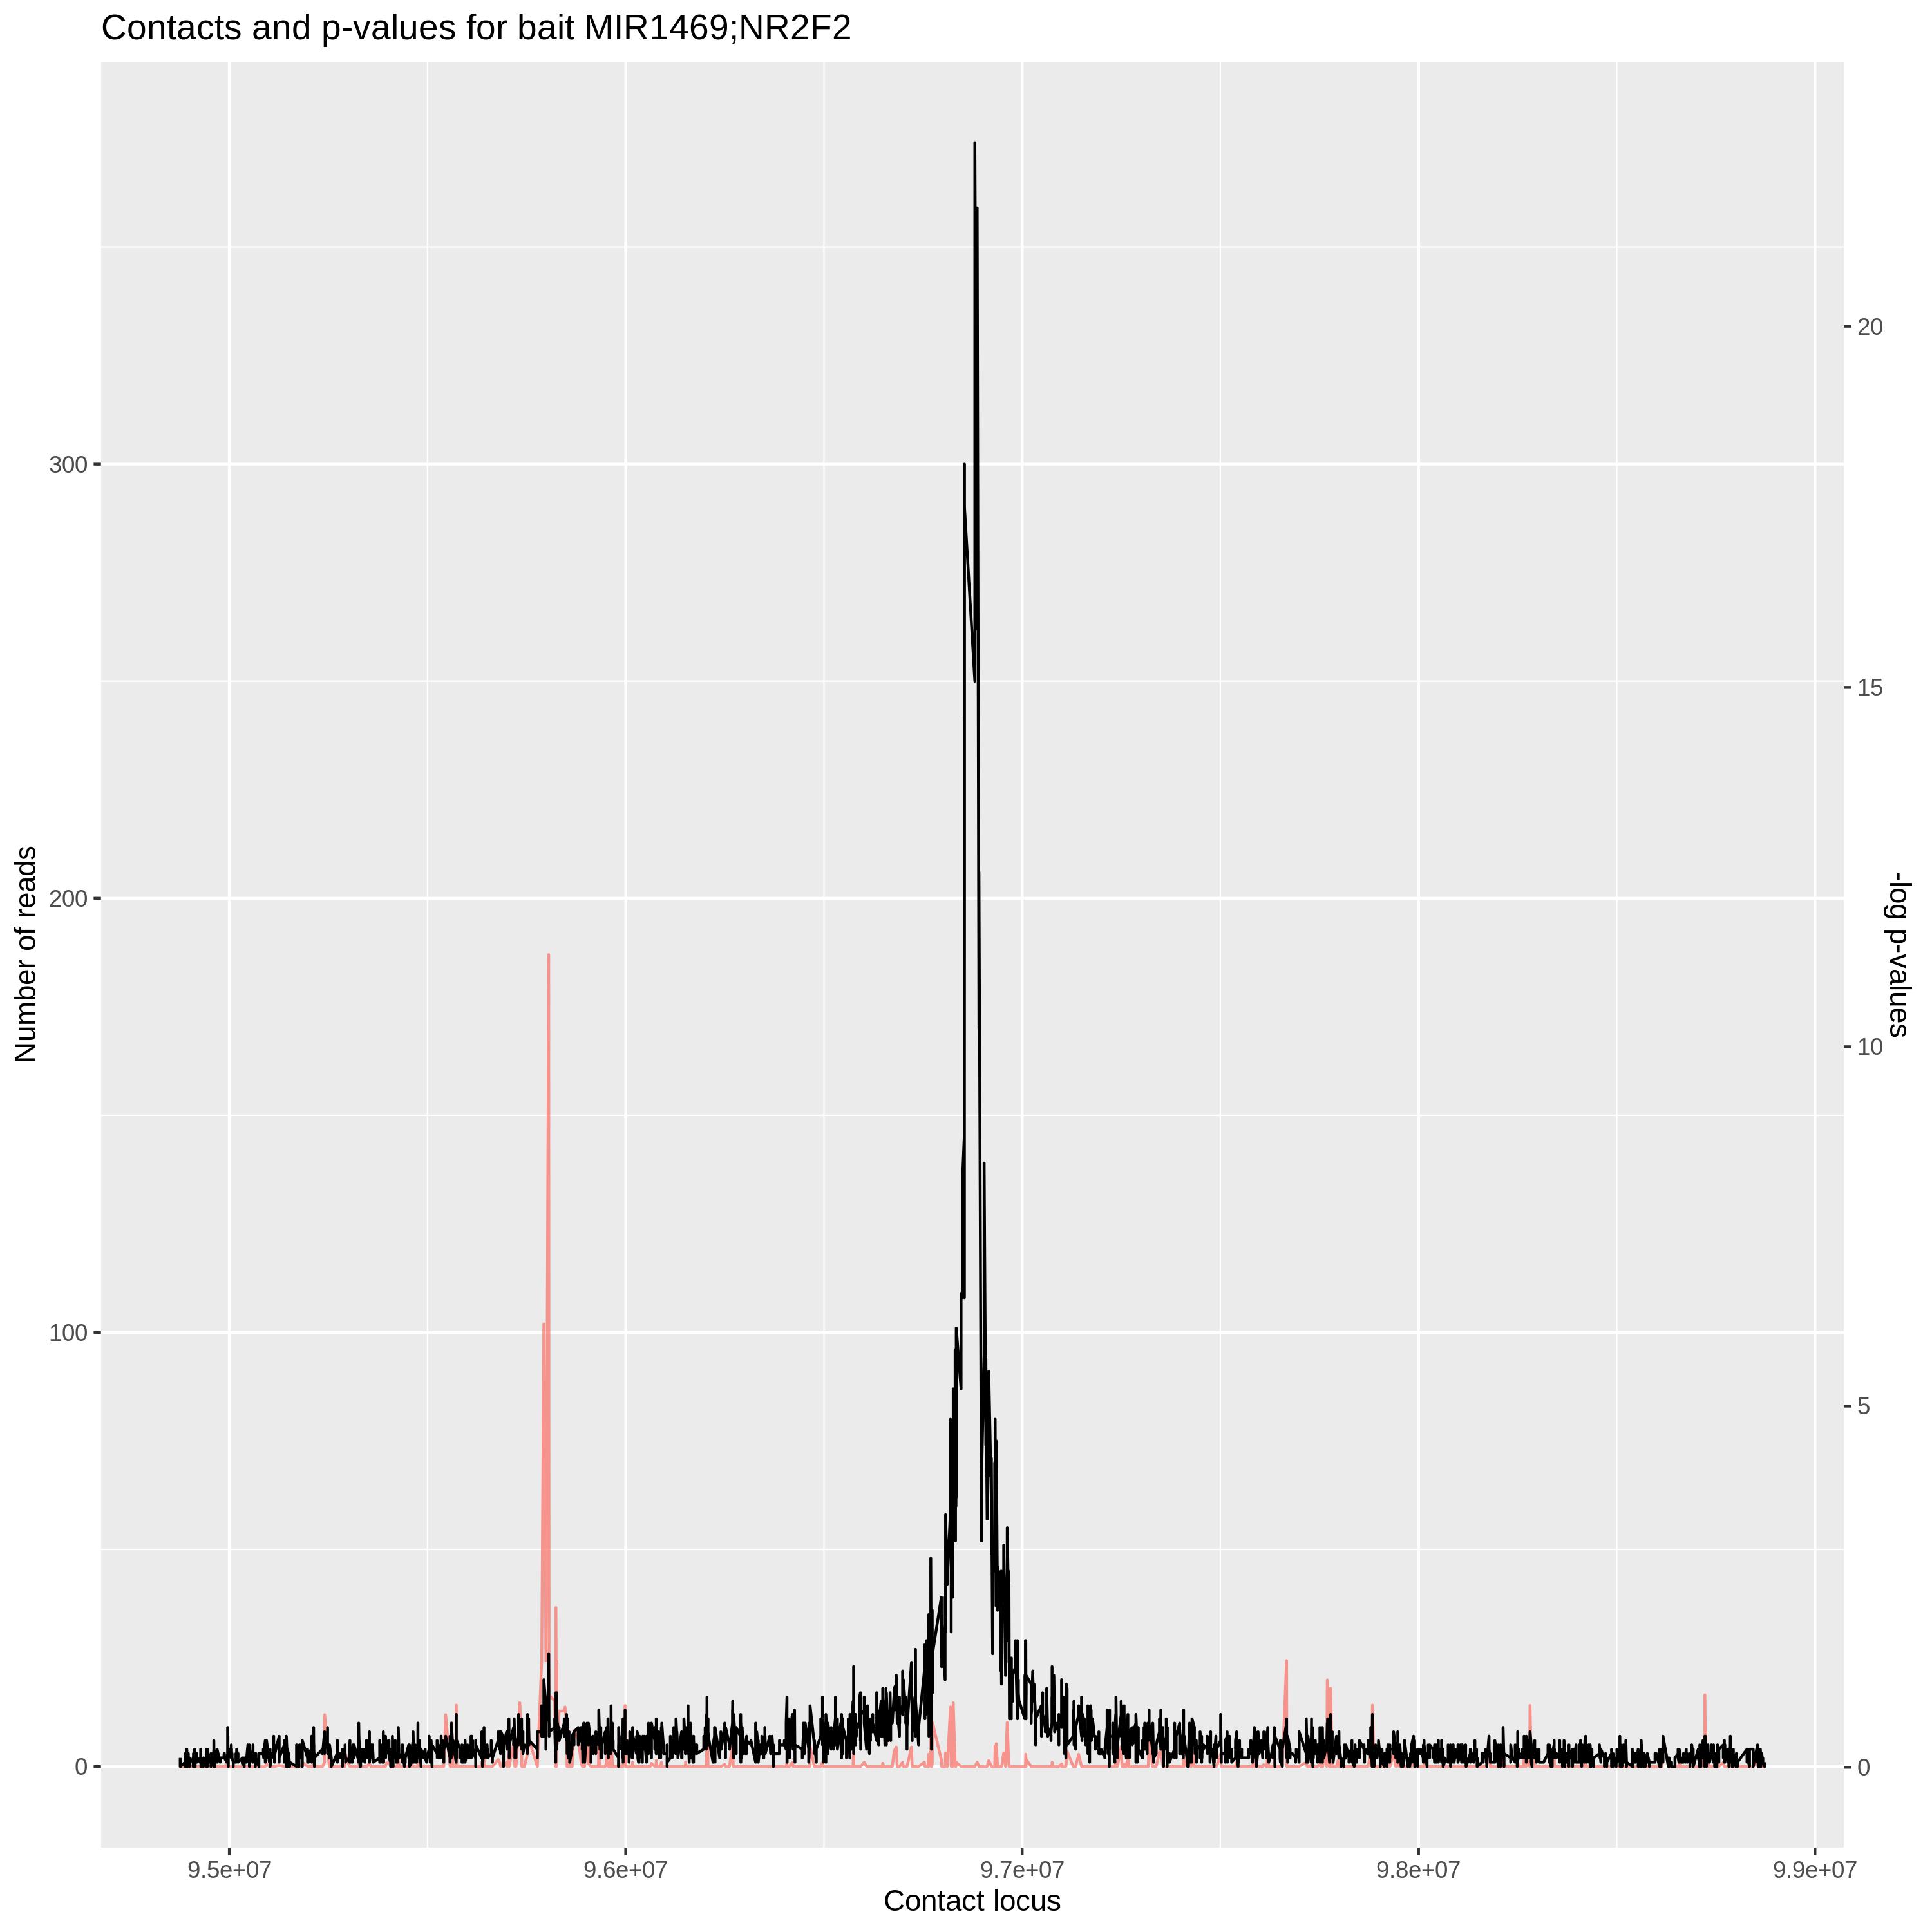 Contacts and p-values for bait MIR1469;NR2F2
Number of reads
300
200
100
0
20
15
10
5
0
-log p-values
9.5e+07
9.6e+07
9.7e+07
9.8e+07
9.9e+07
Contact locus